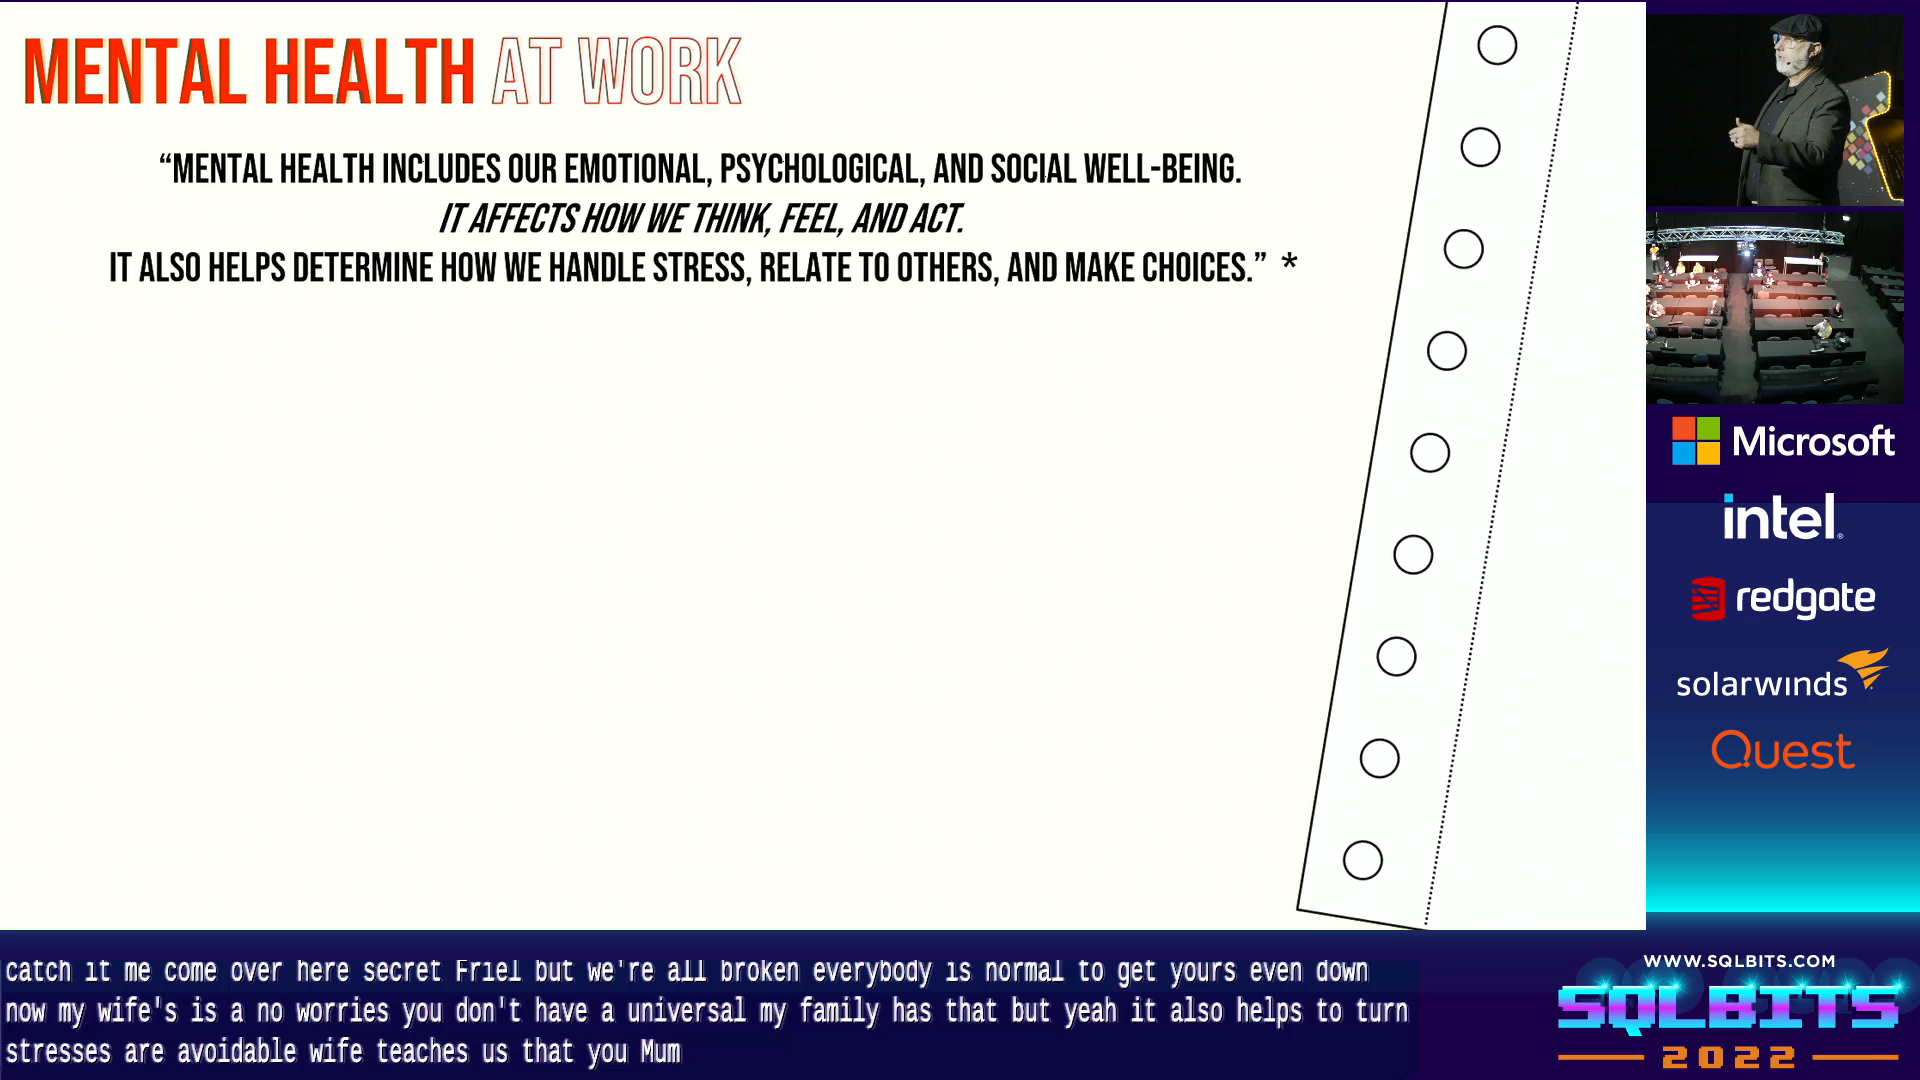 MENTAL HEALTH AT WORK
“MENTAL HEALTH INCLUDES OUR EMOTIONAL, PSYCHOLOGICAL, AND SOCIAL WELL-BEING.
IT AFFECTS HOW WE THINK, FEEL, AND ACT.
IT ALSO HELPS DETERMINE HOW WE HANDLE STRESS, RELATE TO OTHERS, AND MAKE CHOICES.” *
Microsoft
intel®
redgate
solarwinds
Quest
catch it me come over here secret Friel but we're all broken everybody is normal to get yours even down
now my wife's is a no worries you don't have a universal my family has that but yeah it also helps to turn
stresses are avoidable wife teaches us that you Mum
WWW.SQLBITS.COM
SQLBITS
2022